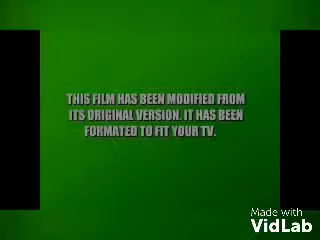 THIS FILM HAS BEEN MODIFIED FROM
ITS ORIGINAL VERSION. IT HAS BEEN
FORMATED TO FIT YOUR TV.
Made with
VidLab